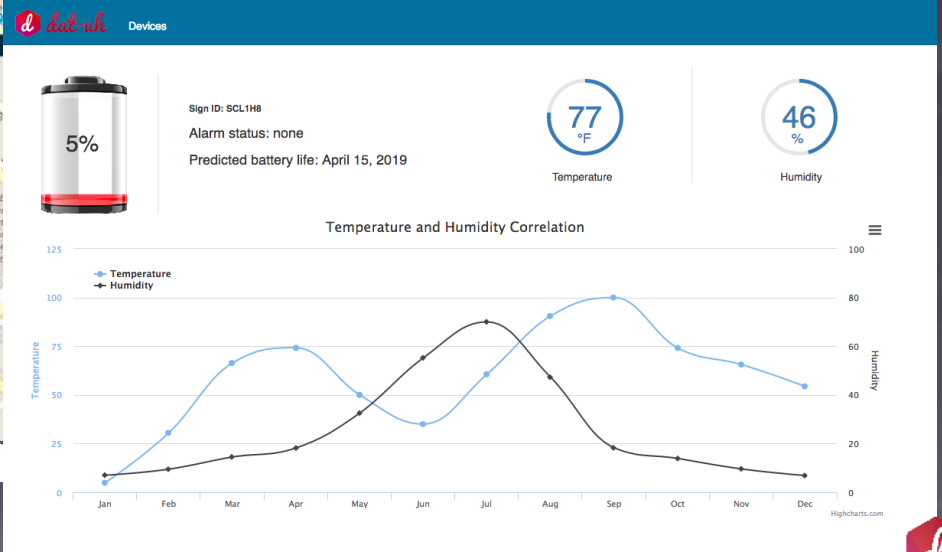 dat-uh
Devices
5%
Sign ID: SCL1H8
Alarm status: none
Predicted battery life: April 15, 2019
77
°F
Temperature
46
%
Humidity
Temperature and Humidity Correlation
Temperature
Humidity
125
100
75
50
25
0
Temperature
100
80
60
40
20
0
Humidity
Jan Feb Mar Apr May Jun Jul Aug Sep Oct Nov Dec
Highcharts.com